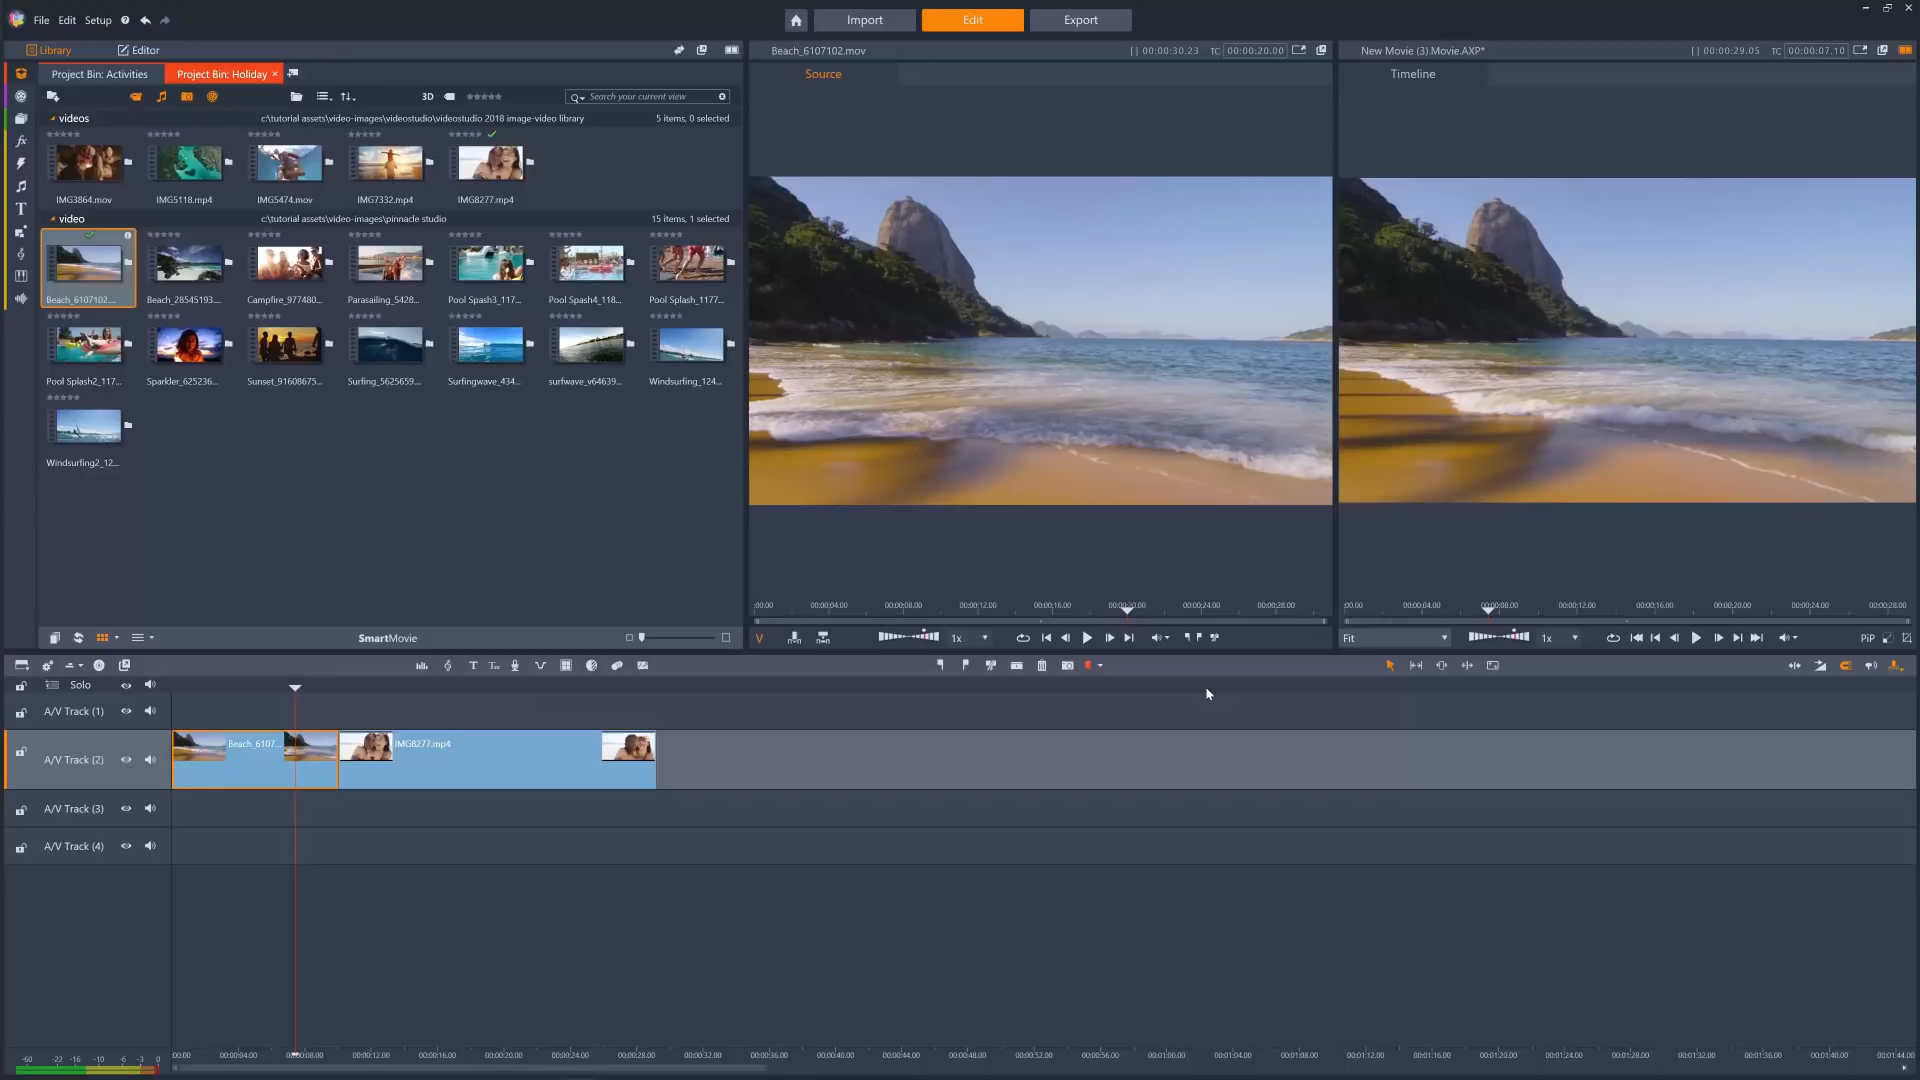 File Edit Setup
Import Edit Export
Library Editor
Beach_6107102.mov [] 00:00:30.23 TC 00:00:20.00
New Movie (3).Movie.AXP* [] 00:00:29.05 TC 00:00:07.10
Project Bin: Activities Project Bin: Holiday ×
Source Timeline
3D Search your current view
videos c:\tutorial assets\video-images\videostudio\videostudio 2018 image-video library 5 items, 0 selected
IMG3864.mov IMG5118.mp4 IMG5474.mov IMG7332.mp4 IMG8277.mp4
video c:\tutorial assets\video-images\pinnacle studio 15 items, 1 selected
Beach_6107102.... Beach_28545193... Campfire_977480... Parasailing_5428... Pool Spash3_117... Pool Spash4_118... Pool Splash_1177...
Pool Splash2_117... Sparkler_625236... Sunset_91608675... Surfing_5625659.... Surfingwave_434... surfwave_v64639... Windsurfing_124...
Windsurfing2_12...
:00.00 00:00:04.00 00:00:08.00 00:00:12.00 00:00:16.00 00:00:20.00 00:00:24.00 00:00:28.00
:00.00 00:00:04.00 00:00:08.00 00:00:12.00 00:00:16.00 00:00:20.00 00:00:24.00 00:00:28.00
SmartMovie
V 1x
Fit 1x PiP
Solo
A/V Track (1)
A/V Track (2) Beach_6107... IMG8277.mp4
A/V Track (3)
A/V Track (4)
-60 -22 -16 -10 -6 -3 0
:00.00 00:00:04.00 00:00:08.00 00:00:12.00 00:00:16.00 00:00:20.00 00:00:24.00 00:00:28.00 00:00:32.00 00:00:36.00 00:00:40.00 00:00:44.00 00:00:48.00 00:00:52.00 00:00:56.00 00:01:00.00 00:01:04.00 00:01:08.00 00:01:12.00 00:01:16.00 00:01:20.00 00:01:24.00 00:01:28.00 00:01:32.00 00:01:36.00 00:01:40.00 00:01:44.00